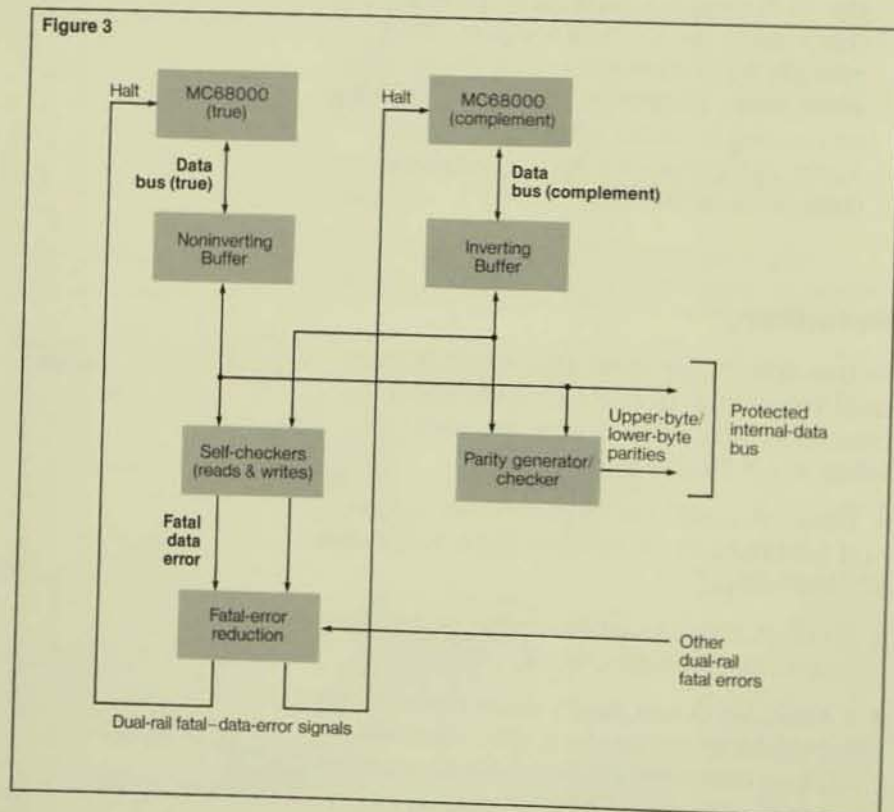 Figure 3
Halt
MC68000
(true)
Halt
MC68000
(complement)
Data
bus (true)
Data
bus (complement)
Noninverting
Buffer
Inverting
Buffer
Self-checkers
(reads & writes)
Parity generator/
checker
Upper-byte/
lower-byte
parities
Protected
internal-data
bus
Fatal
data
error
Fatal-error
reduction
Other
dual-rail
fatal errors
Dual-rail fatal–data-error signals